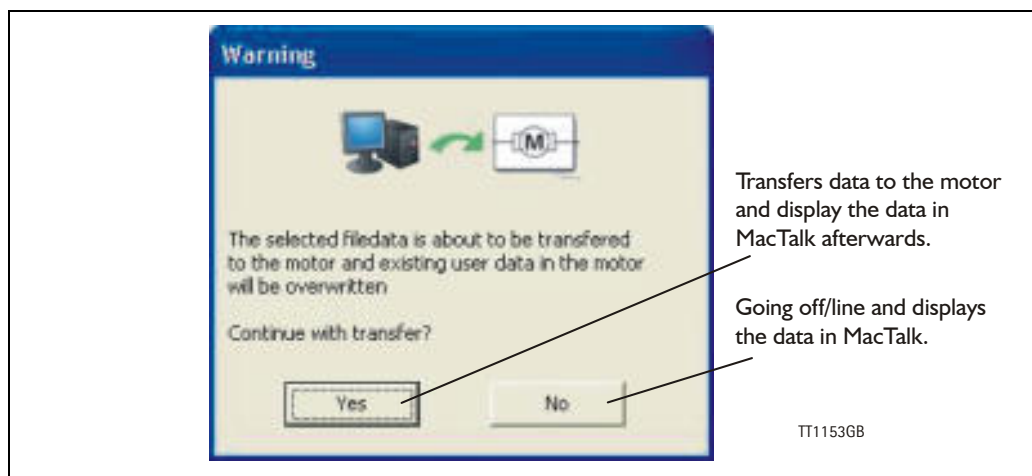 Warning
M
The selected filedata is about to be transfered
to the motor and existing user data in the motor
will be overwritten
Continue with transfer?
Yes
No
Transfers data to the motor
and display the data in
MacTalk afterwards.
Going off/line and displays
the data in MacTalk.
TT1153GB